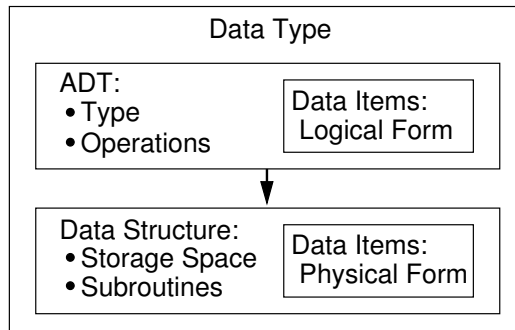 Data Type
ADT:
• Type
• Operations
Data Items:
Logical Form
Data Structure:
• Storage Space
• Subroutines
Data Items:
Physical Form